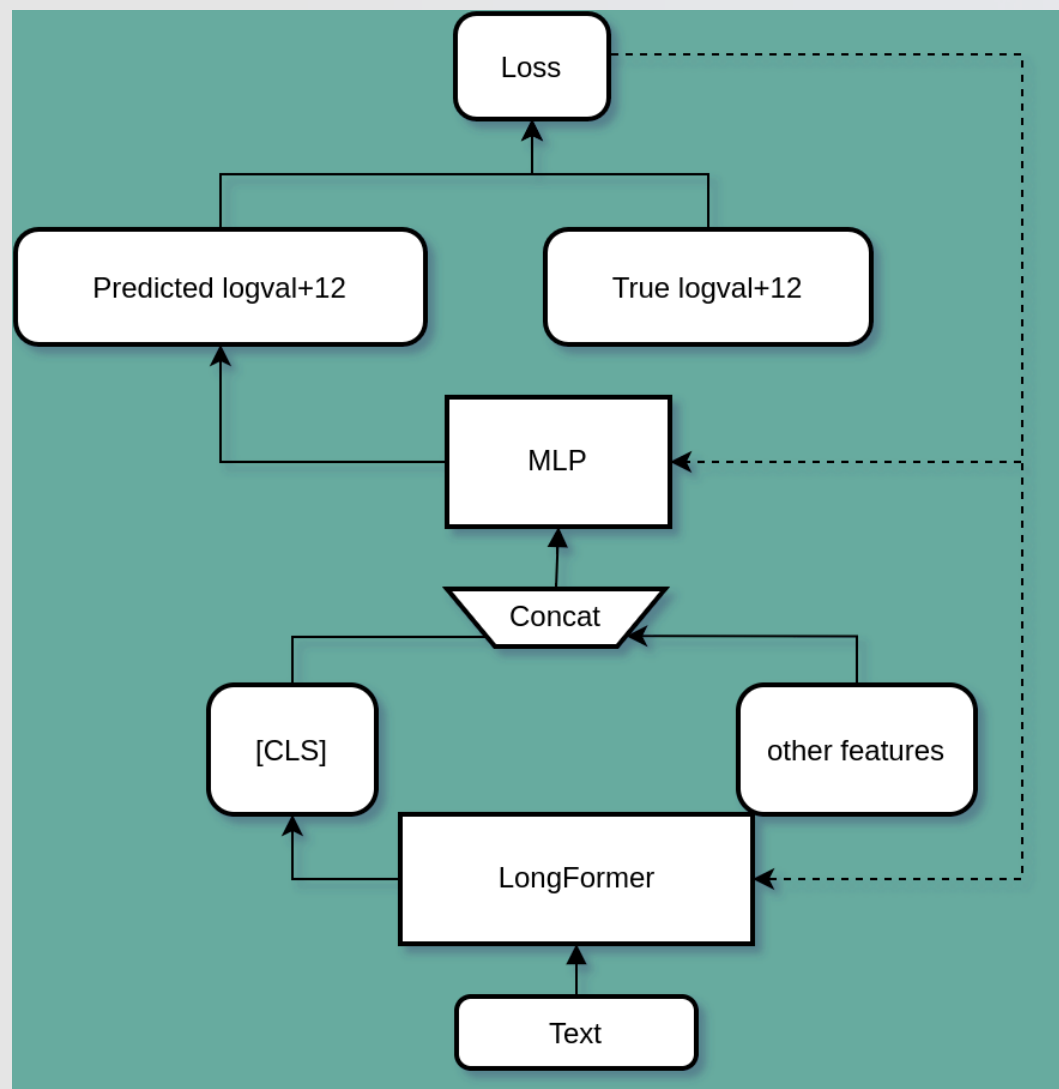 Loss
Predicted logval+12
True logval+12
MLP
Concat
[CLS]
other features
LongFormer
Text